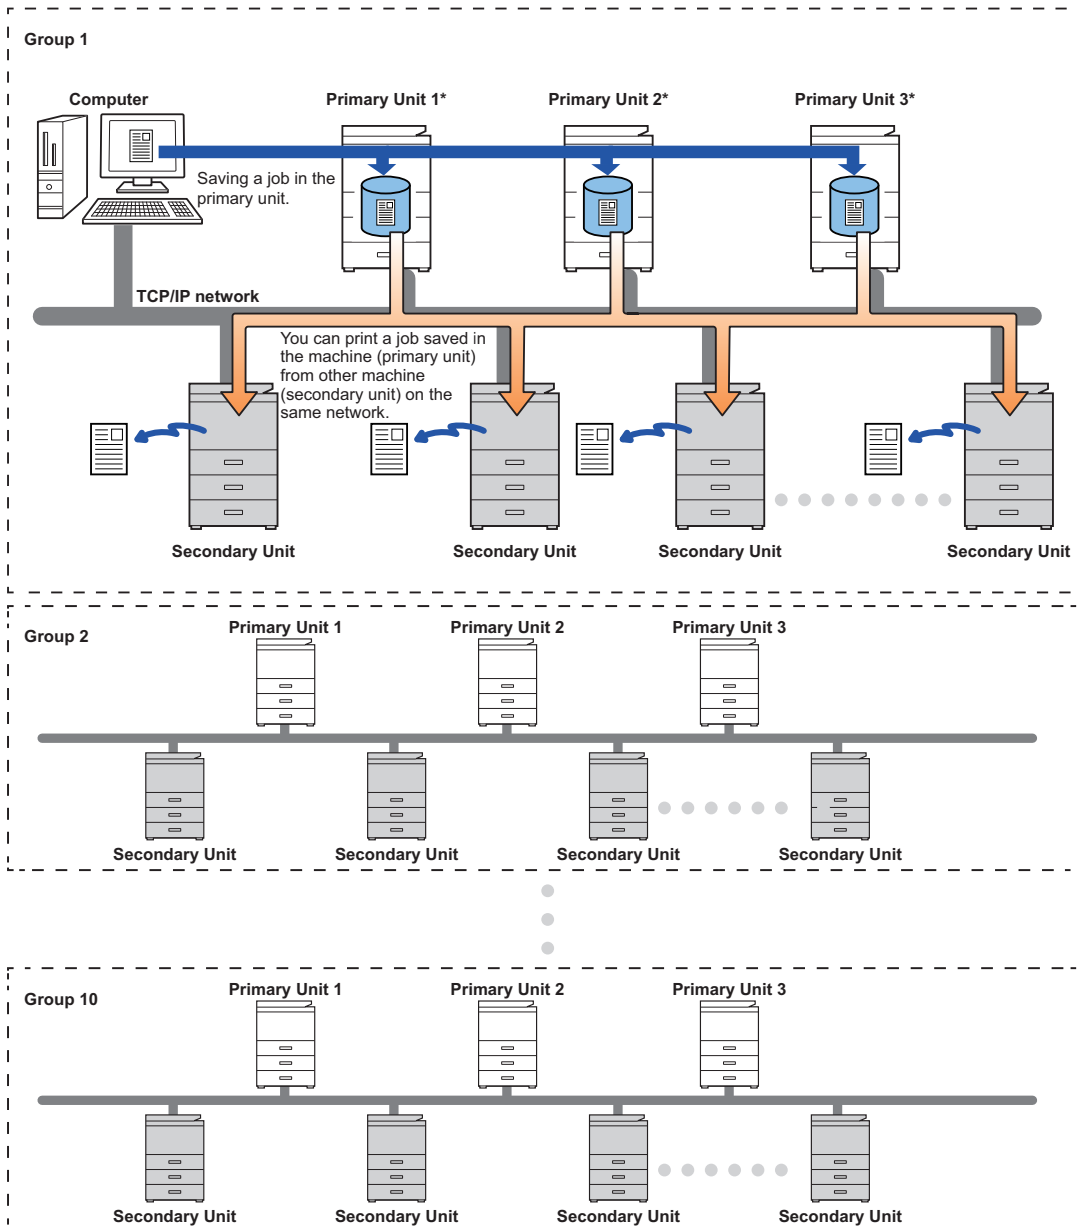 Group 1
Computer
Primary Unit 1*
Primary Unit 2*
Primary Unit 3*
Saving a job in the
primary unit.
TCP/IP network
You can print a job saved in
the machine (primary unit)
from other machine
(secondary unit) on the
same network.
Secondary Unit
Secondary Unit
Secondary Unit
Secondary Unit
Group 2
Primary Unit 1
Primary Unit 2
Primary Unit 3
Secondary Unit
Secondary Unit
Secondary Unit
Secondary Unit
Group 10
Primary Unit 1
Primary Unit 2
Primary Unit 3
Secondary Unit
Secondary Unit
Secondary Unit
Secondary Unit